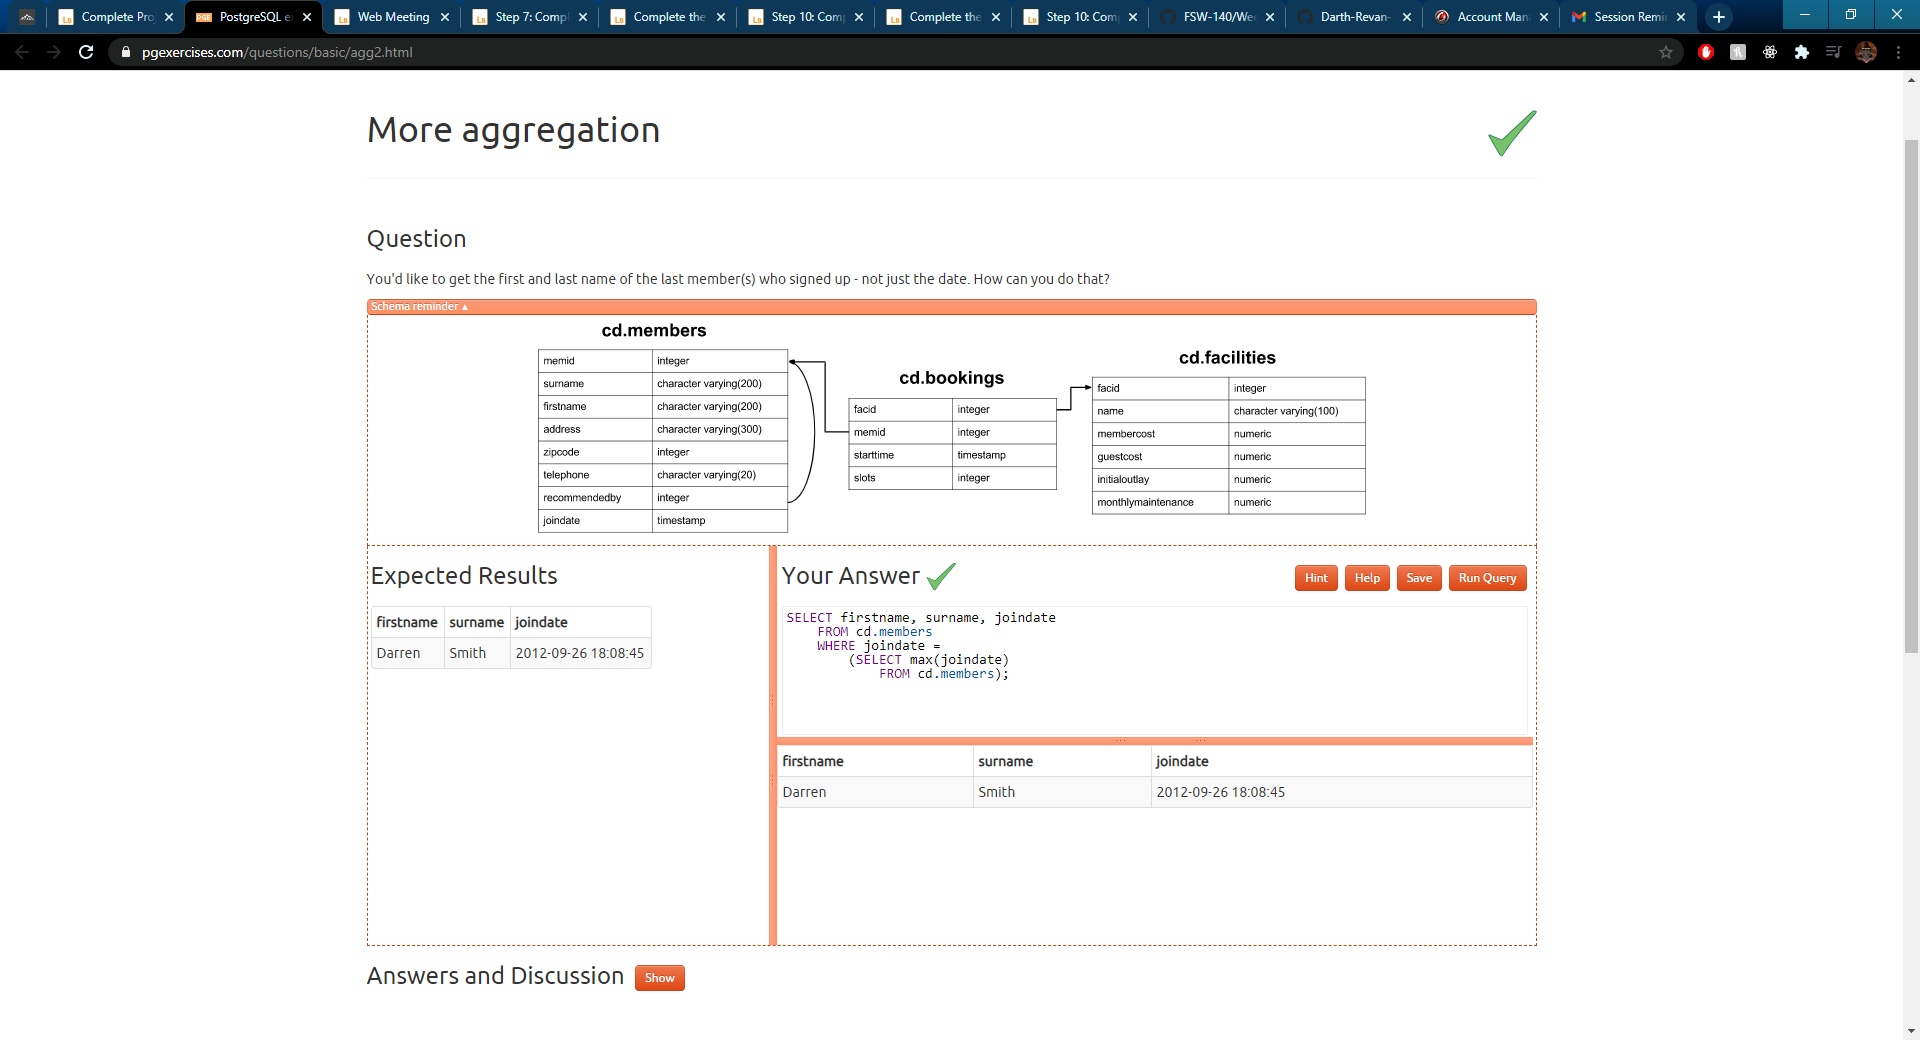 Complete Pro
PostgreSQL e
Web Meeting
Step 7: Compl
Complete the
Step 10: Com
Complete the
Step 10: Com
FSW-140/We
Darth-Revan-
Account Man
Session Remi
pgexercises.com/questions/basic/agg2.html
More aggregation
Question
You'd like to get the first and last name of the last member(s) who signed up - not just the date. How can you do that?
Schema reminder ▲
cd.members
memid integer
surname character varying(200)
firstname character varying(200)
address character varying(300)
zipcode integer
telephone character varying(20)
recommendedby integer
joindate timestamp
cd.bookings
facid integer
memid integer
starttime timestamp
slots integer
cd.facilities
facid integer
name character varying(100)
membercost numeric
guestcost numeric
initialoutlay numeric
monthlymaintenance numeric
Expected Results
firstname surname joindate
Darren Smith 2012-09-26 18:08:45
Your Answer
Hint Help Save Run Query
SELECT firstname, surname, joindate
FROM cd.members
WHERE joindate =
(SELECT max(joindate)
FROM cd.members);
firstname surname joindate
Darren Smith 2012-09-26 18:08:45
Answers and Discussion Show